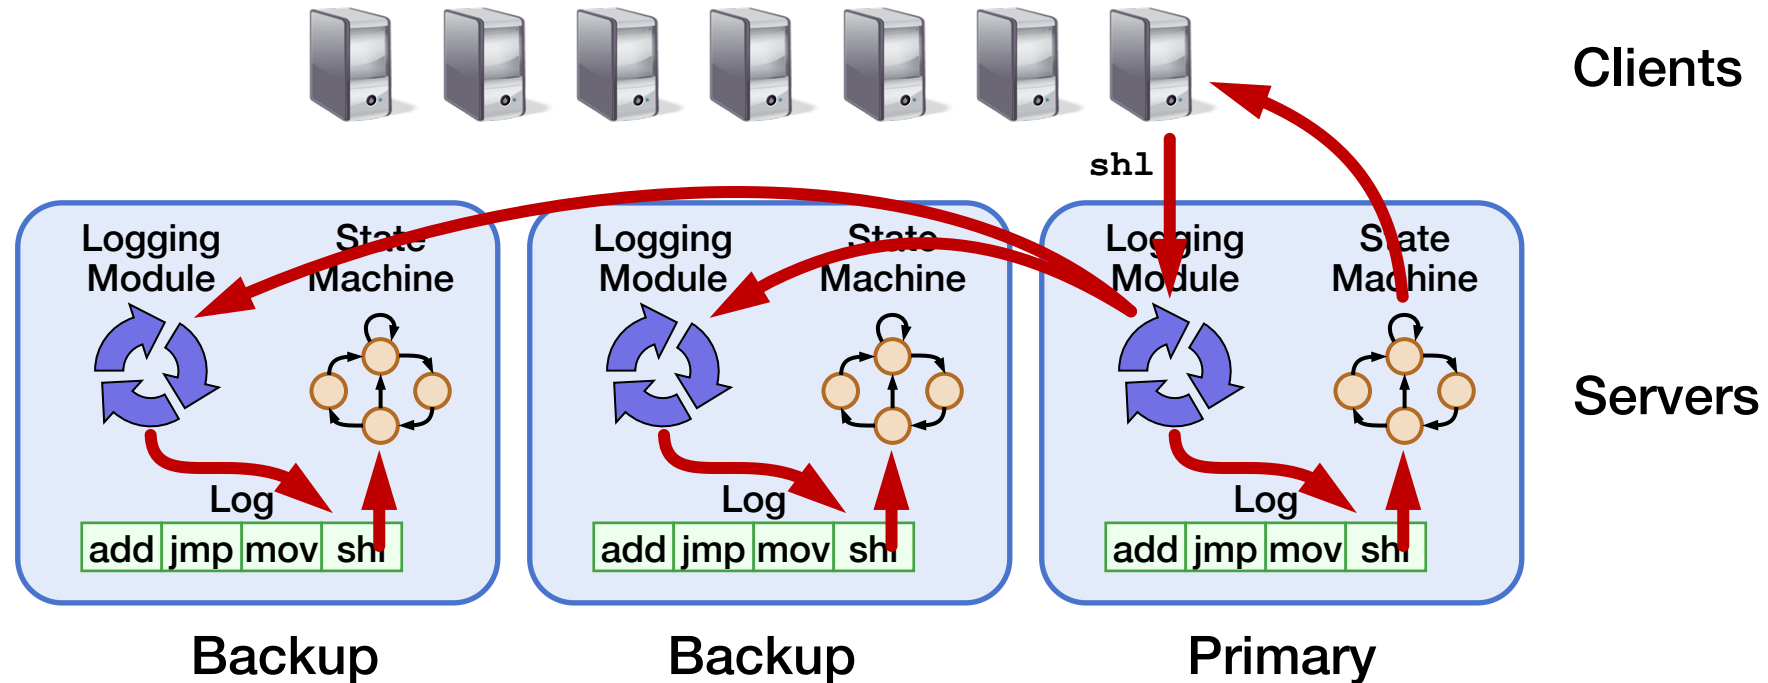 Clients
shl
Logging
Module
State
Machine
Logging
Module
State
Machine
Logging
Module
State
Machine
Servers
Log
add jmp mov shl
Log
add jmp mov shl
Log
add jmp mov shl
Backup
Backup
Primary